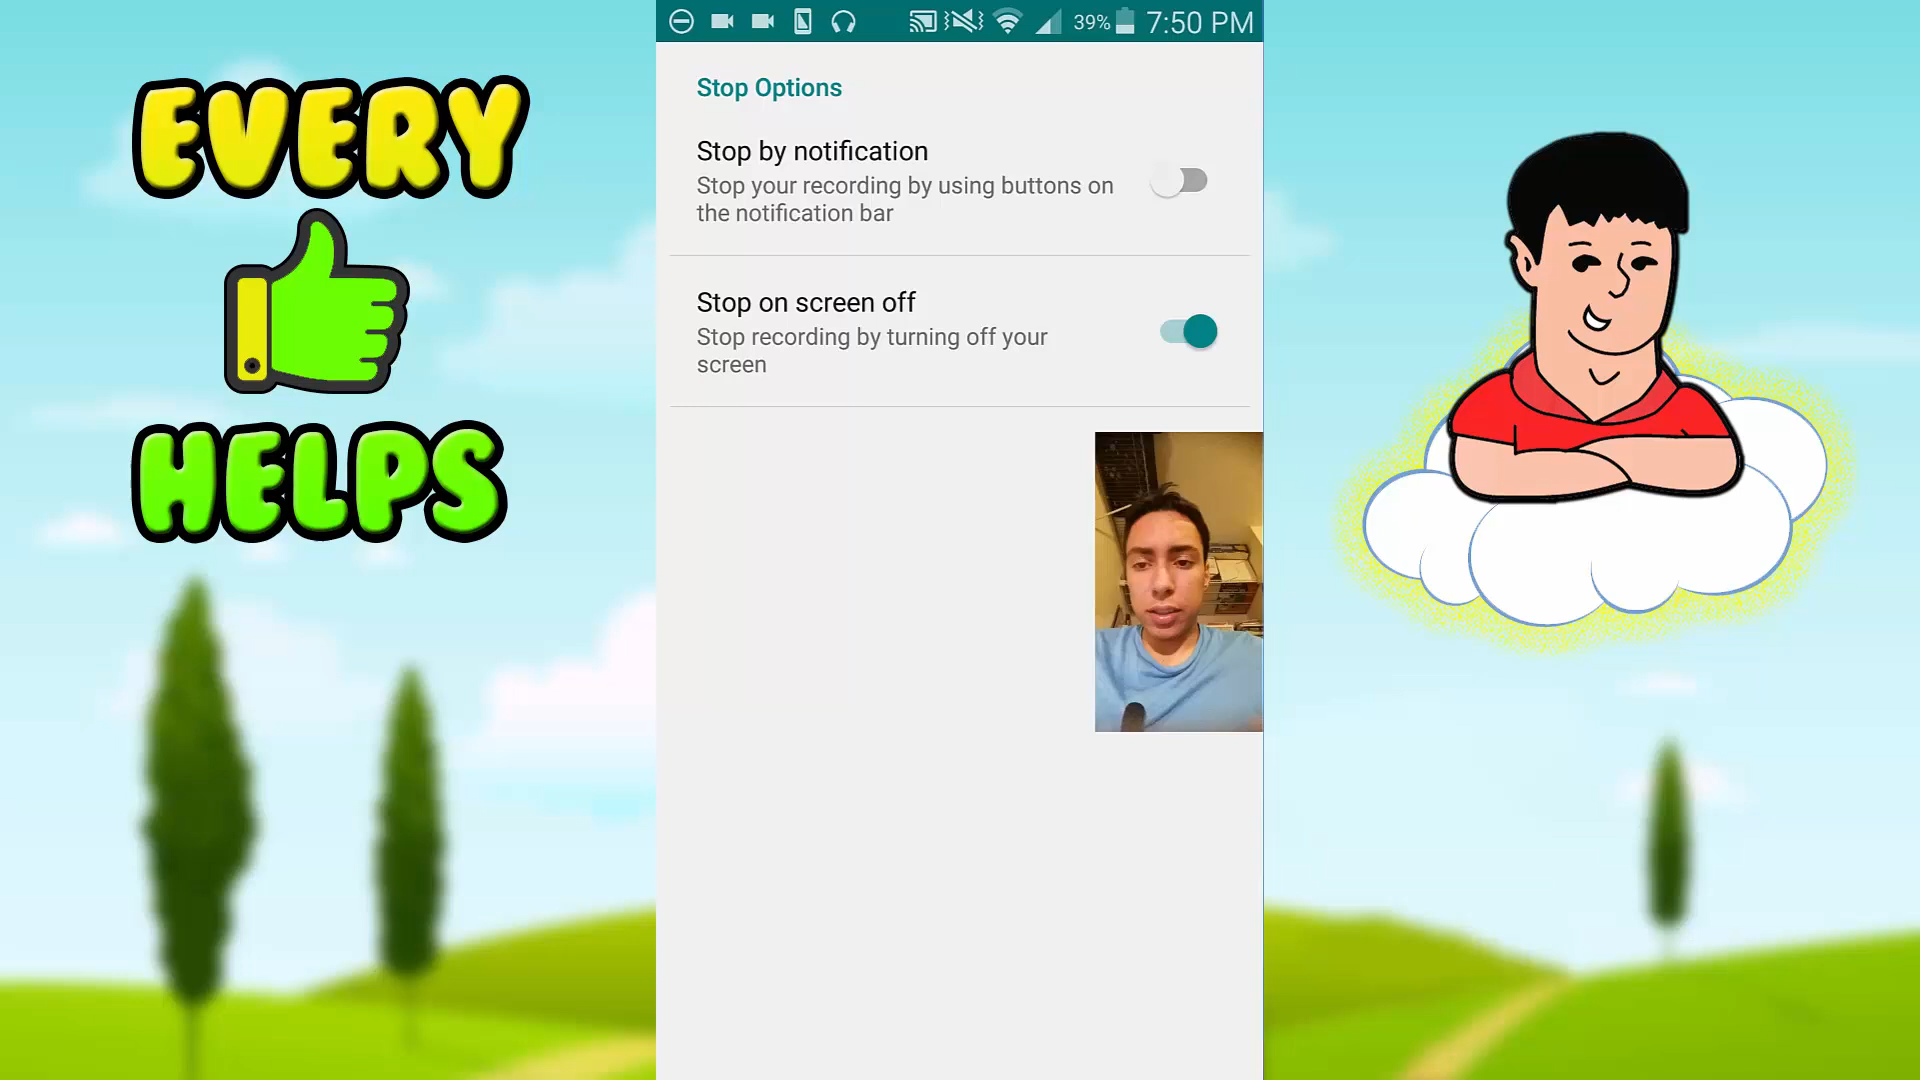 EVERY
HELPS
39% 7:50 PM
Stop Options
Stop by notification
Stop your recording by using buttons on
the notification bar
Stop on screen off
Stop recording by turning off your
screen